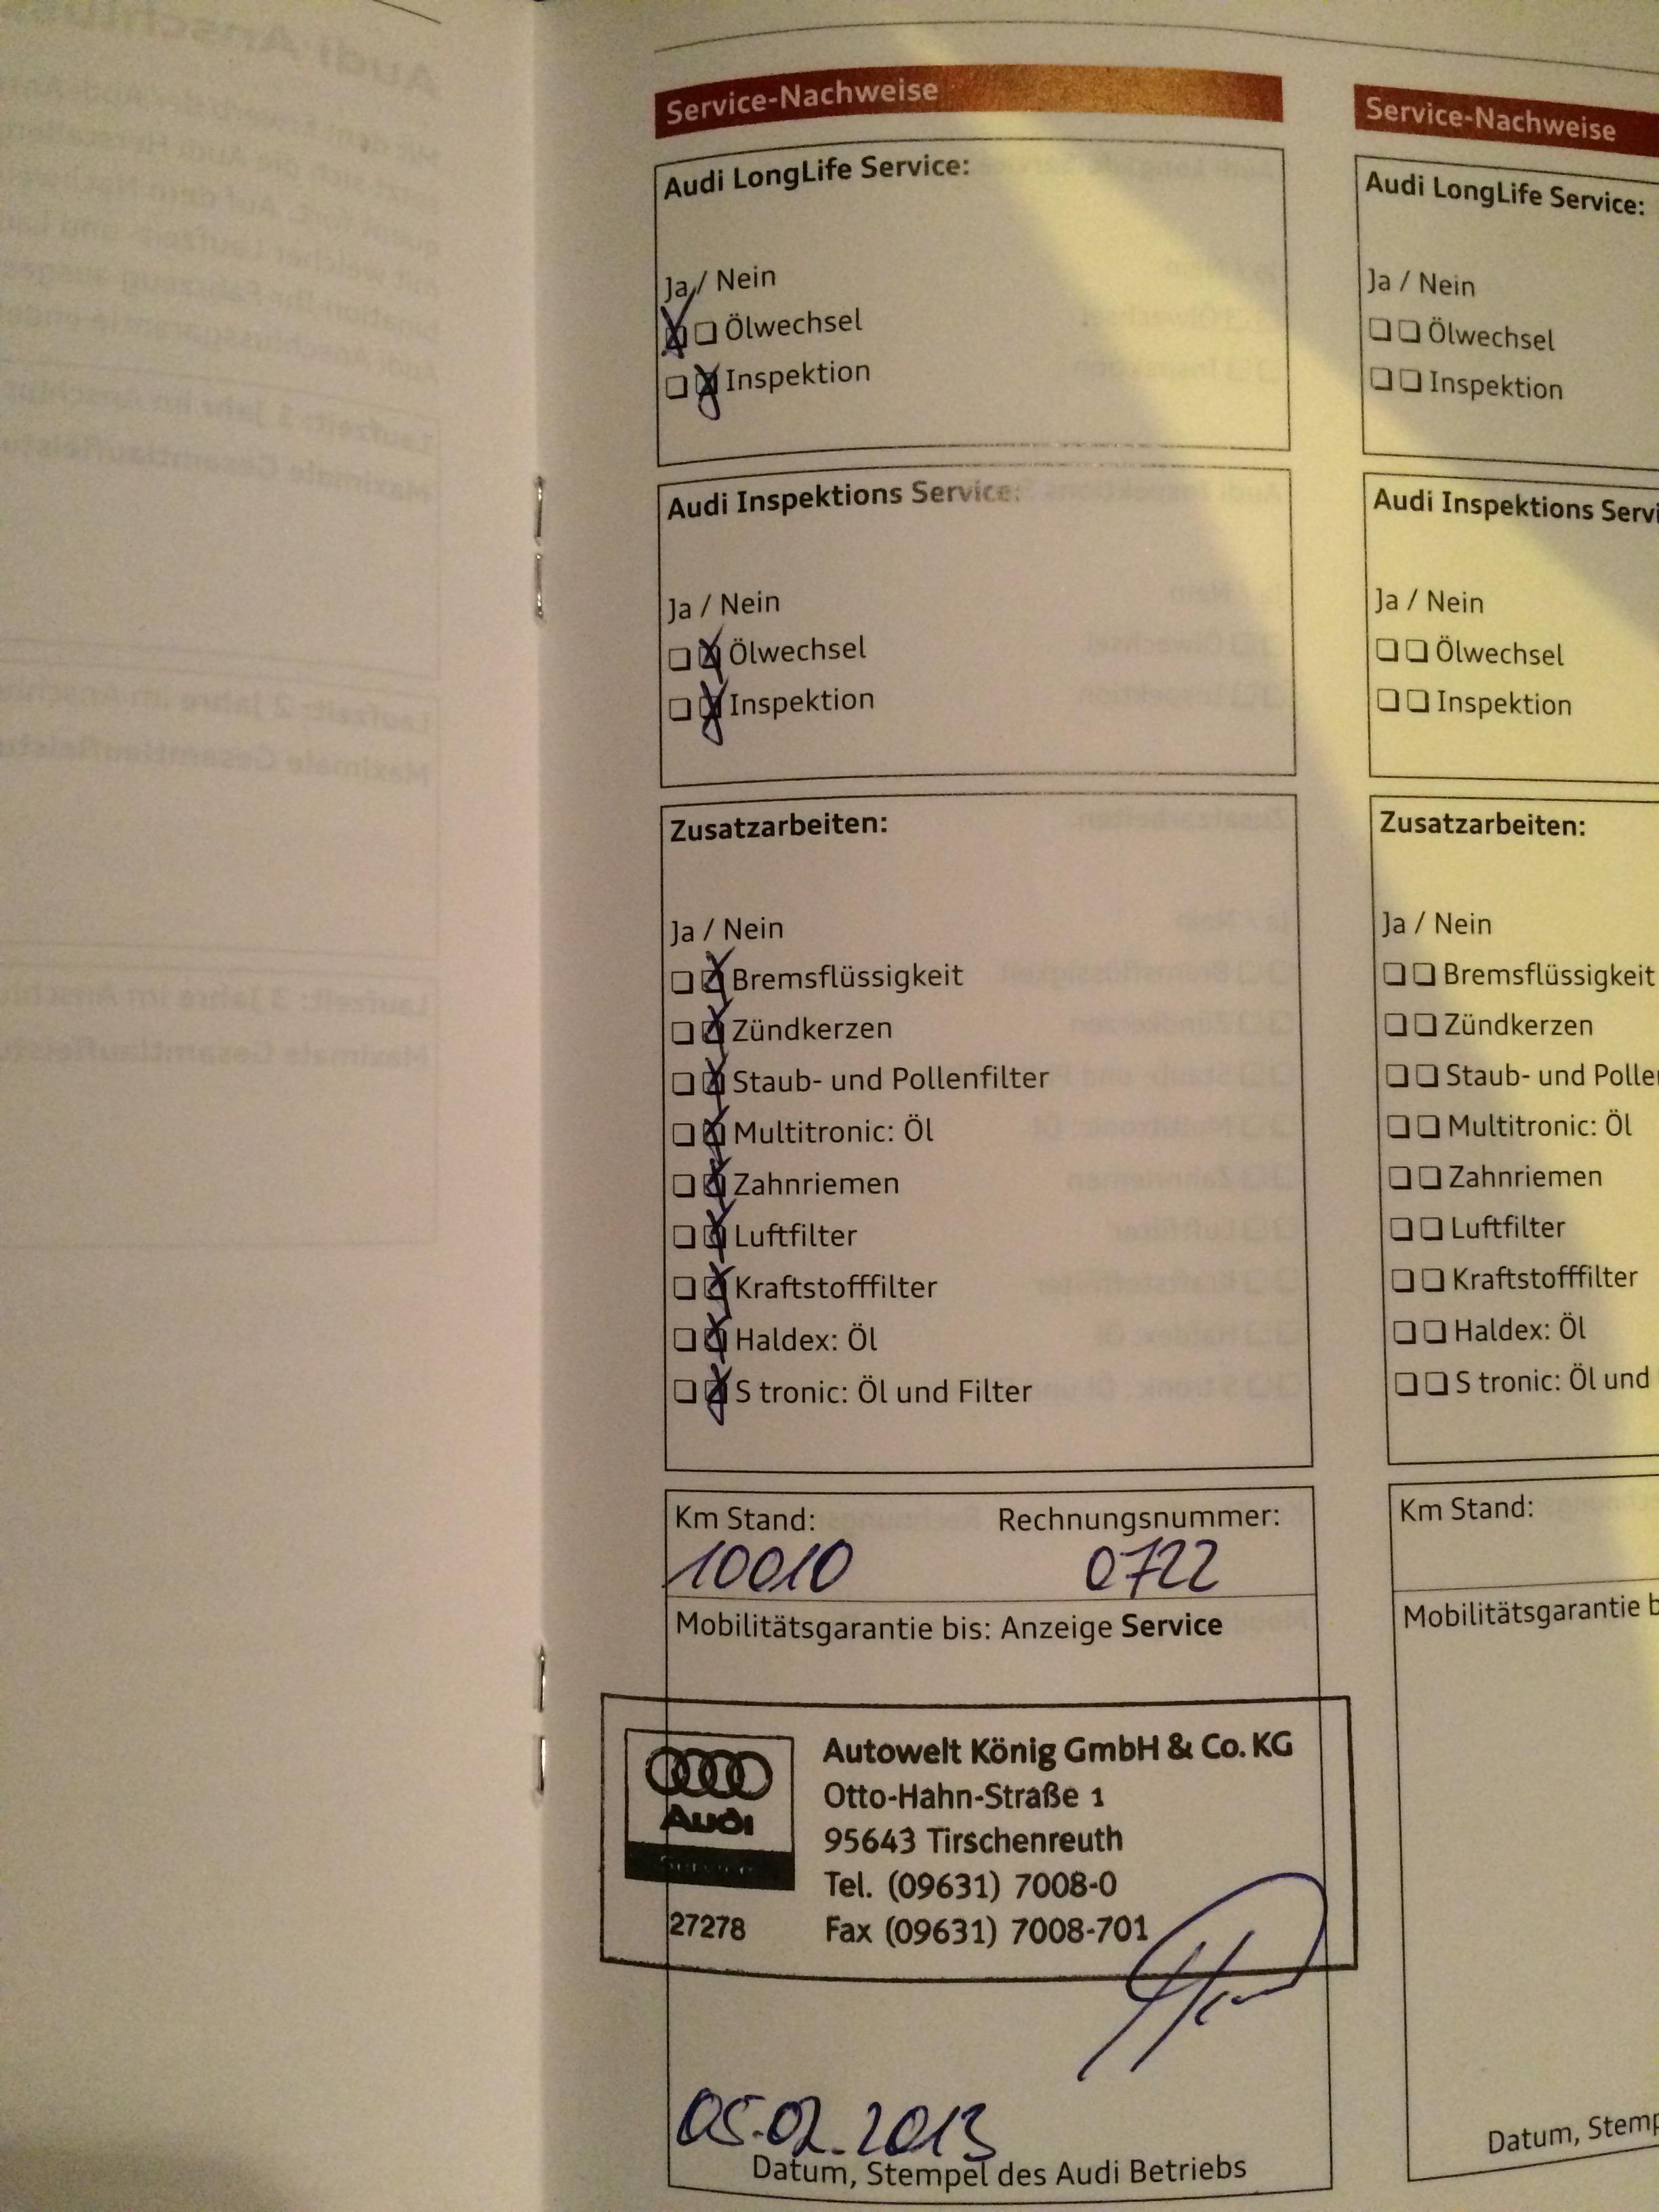 Service-Nachweise
Audi LongLife Service:
Ja / Nein
Ölwechsel
Inspektion
Audi Inspektions Service:
Ja / Nein
Ölwechsel
Inspektion
Zusatzarbeiten:
Ja / Nein
Bremsflüssigkeit
Zündkerzen
Staub- und Pollenfilter
Multitronic: Öl
Zahnriemen
Luftfilter
Kraftstofffilter
Haldex: Öl
S tronic: Öl und Filter
Km Stand: Rechnungsnummer:
10010 0722
Mobilitätsgarantie bis: Anzeige Service
Autowelt König GmbH & Co. KG
Otto-Hahn-Straße 1
95643 Tirschenreuth
Tel. (09631) 7008-0
Fax (09631) 7008-701
Audi
Service
27278
05.02.2013
Datum, Stempel des Audi Betriebs
Service-Nachweise
Audi LongLife Service:
Ja / Nein
Ölwechsel
Inspektion
Audi Inspektions Servi
Ja / Nein
Ölwechsel
Inspektion
Zusatzarbeiten:
Ja / Nein
Bremsflüssigkeit
Zündkerzen
Staub- und Polle
Multitronic: Öl
Zahnriemen
Luftfilter
Kraftstofffilter
Haldex: Öl
S tronic: Öl und
Km Stand:
Mobilitätsgarantie b
Datum, Stemp